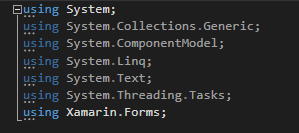 using System;
using System.Collections.Generic;
using System.ComponentModel;
using System.Linq;
using System.Text;
using System.Threading.Tasks;
using Xamarin.Forms;